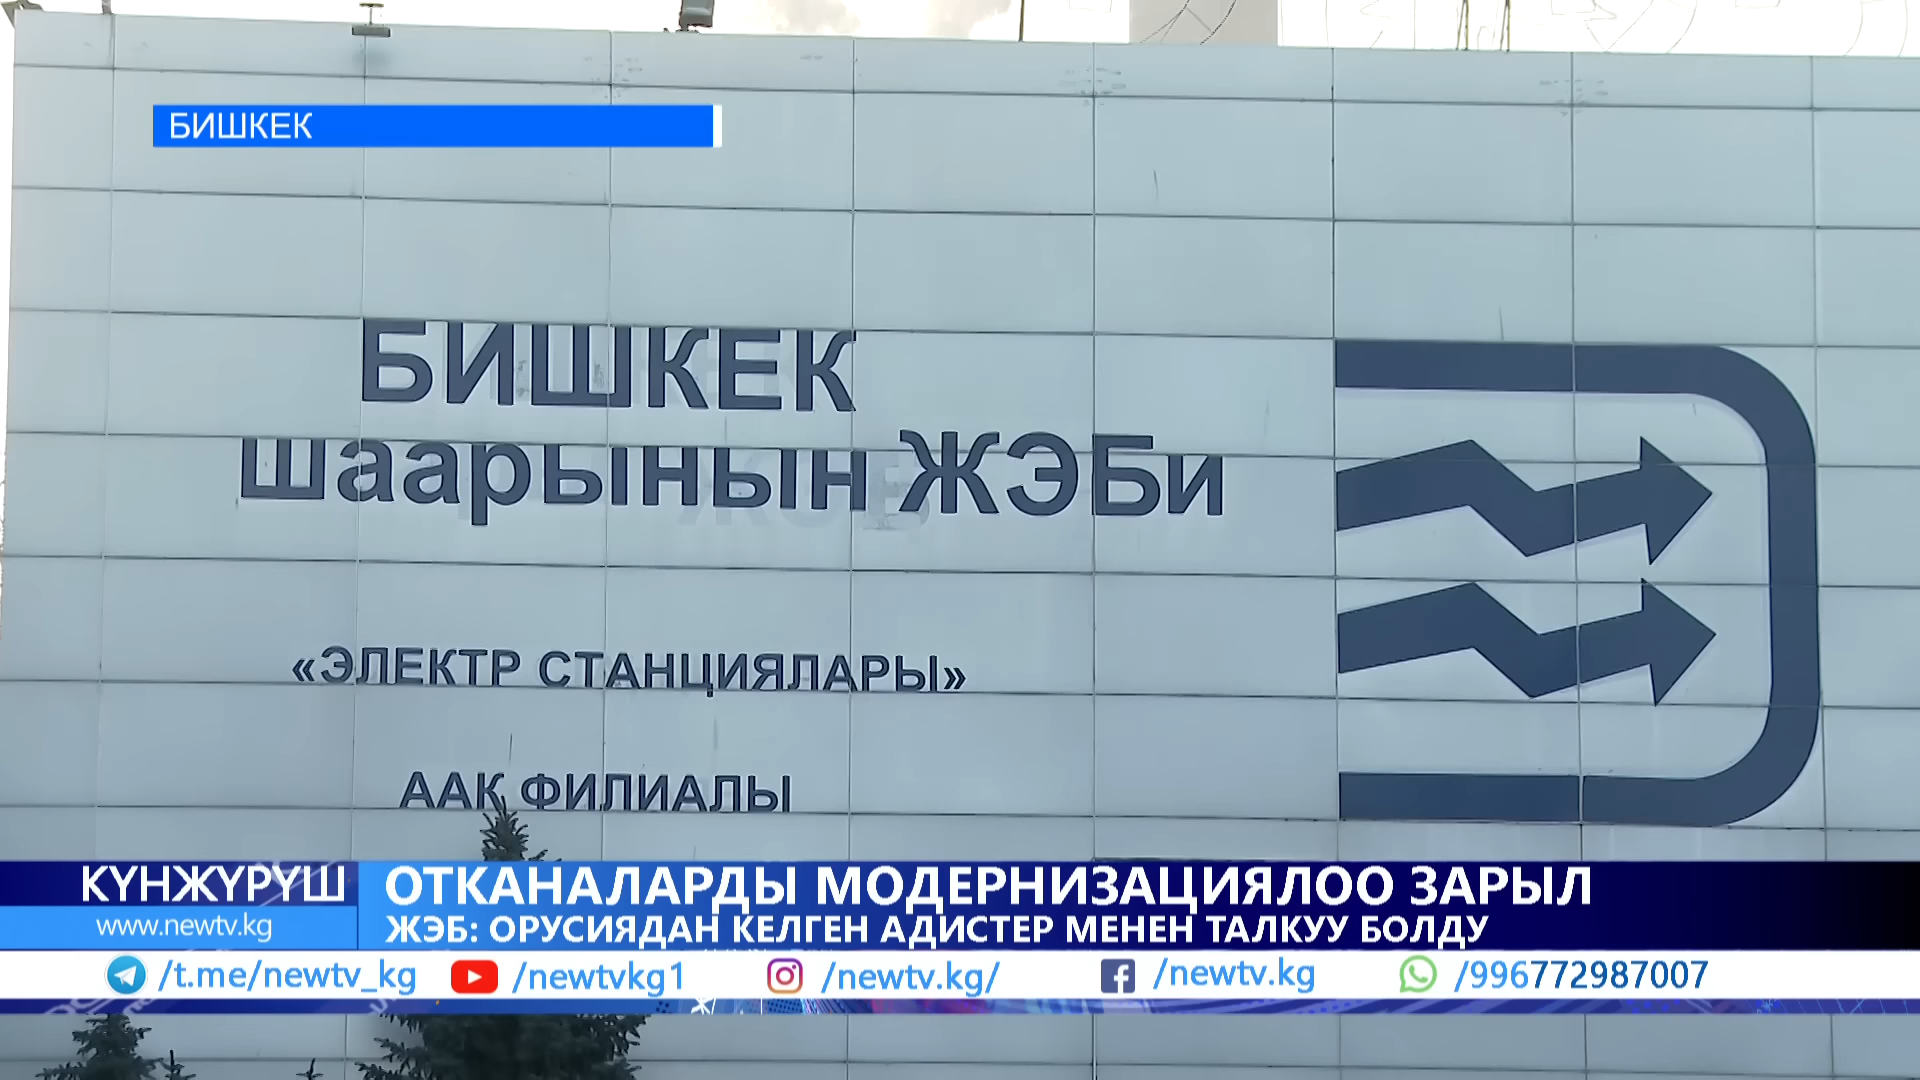 БИШКЕК
БИШКЕК
шаарынын ЖЭБи
«ЭЛЕКТР СТАНЦИЯЛАРЫ»
ААК ФИЛИАЛЫ
КҮНЖҮРҮШ
www.newtv.kg
ОТКАНАЛАРДЫ МОДЕРНИЗАЦИЯЛОО ЗАРЫЛ
ЖЭБ: ОРУСИЯДАН КЕЛГЕН АДИСТЕР МЕНЕН ТАЛКУУ БОЛДУ
/t.me/newtv_kg /newtvkg1 /newtv.kg/ /newtv.kg /996772987007